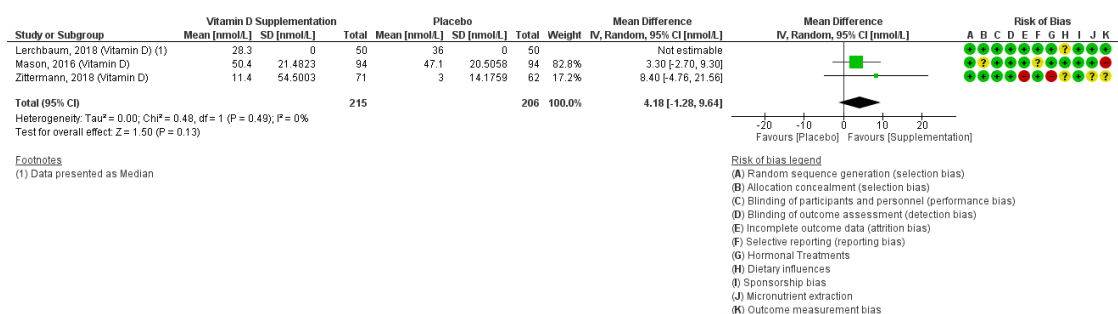 Vitamin D Supplementation Placebo Mean Difference Mean Difference Risk of Bias
Study or Subgroup Mean [nmol/L] SD [nmol/L] Total Mean [nmol/L] SD [nmol/L] Total Weight IV, Random, 95% CI [nmol/L] IV, Random, 95% CI [nmol/L] A B C D E F G H I J K
Lerchbaum, 2018 (Vitamin D) (1) 28.3 0 50 36 0 50 Not estimable + + + + + + + ? + + +
Mason, 2016 (Vitamin D) 50.4 21.4823 94 47.1 20.5058 94 82.8% 3.30 [-2.70, 9.30] + ? + + + ? + + + + -
Zittermann, 2018 (Vitamin D) 11.4 54.5003 71 3 14.1759 62 17.2% 8.40 [-4.76, 21.56] + + + + - + - ? + ? ?
Total (95% CI) 215 206 100.0% 4.18 [-1.28, 9.64]
Heterogeneity: Tau² = 0.00; Chi² = 0.48, df = 1 (P = 0.49); I² = 0%
Test for overall effect: Z = 1.50 (P = 0.13)
-20 -10 0 10 20
Favours [Placebo] Favours [Supplementation]
Footnotes
(1) Data presented as Median
Risk of bias legend
(A) Random sequence generation (selection bias)
(B) Allocation concealment (selection bias)
(C) Blinding of participants and personnel (performance bias)
(D) Blinding of outcome assessment (detection bias)
(E) Incomplete outcome data (attrition bias)
(F) Selective reporting (reporting bias)
(G) Hormonal Treatments
(H) Dietary influences
(I) Sponsorship bias
(J) Micronutrient extraction
(K) Outcome measurement bias